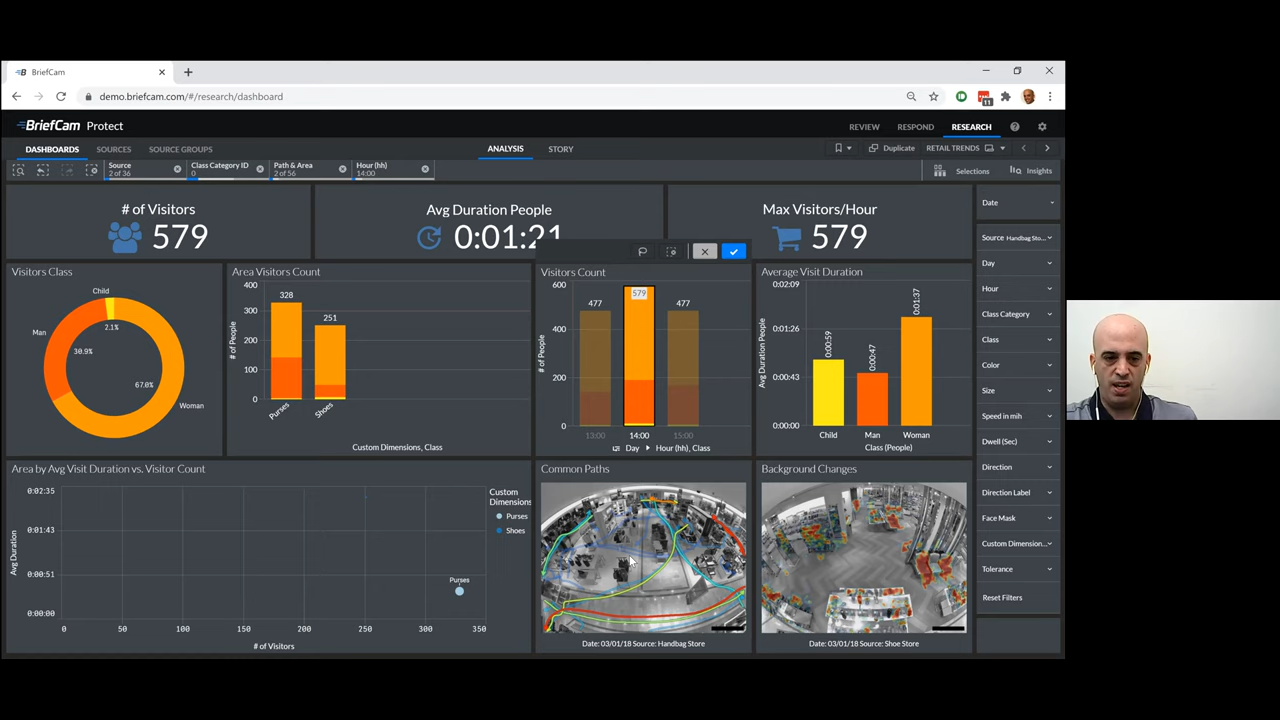 BriefCam
demo.briefcam.com/#/research/dashboard
11
BriefCam Protect
REVIEW RESPOND RESEARCH
DASHBOARDS SOURCES SOURCE GROUPS
ANALYSIS STORY
Duplicate RETAIL TRENDS
Source
2 of 36
Class Category ID
0
Path & Area
2 of 56
Hour (hh)
14:00
Selections Insights
# of Visitors
579
Avg Duration People
0:01:21
Max Visitors/Hour
579
Visitors Class
Child
2.1%
Man
30.9%
67.0%
Woman
Area Visitors Count
400
328
300
251
200
100
0
# of People
Purses
Shoes
Custom Dimensions, Class
Visitors Count
600
579
477
477
400
200
0
# of People
13:00 14:00 15:00
Day Hour (hh), Class
Average Visit Duration
0:02:09
0:01:37
0:01:26
0:00:59
0:00:47
0:00:43
0:00:00
Avg Duration People
Child Man Woman
Class (People)
Area by Avg Visit Duration vs. Visitor Count
0:02:35
0:01:43
0:00:51
0:00:00
Avg Duration
Custom
Dimensions
Purses
Shoes
Purses
0 50 100 150 200 250 300 350
# of Visitors
Common Paths
Date: 03/01/18 Source: Handbag Store
Background Changes
Date: 03/01/18 Source: Shoe Store
Date
Source Handbag Sto...
Day
Hour
Class Category
Class
Color
Size
Speed in mih
Dwell (Sec)
Direction
Direction Label
Face Mask
Custom Dimension...
Tolerance
Reset Filters